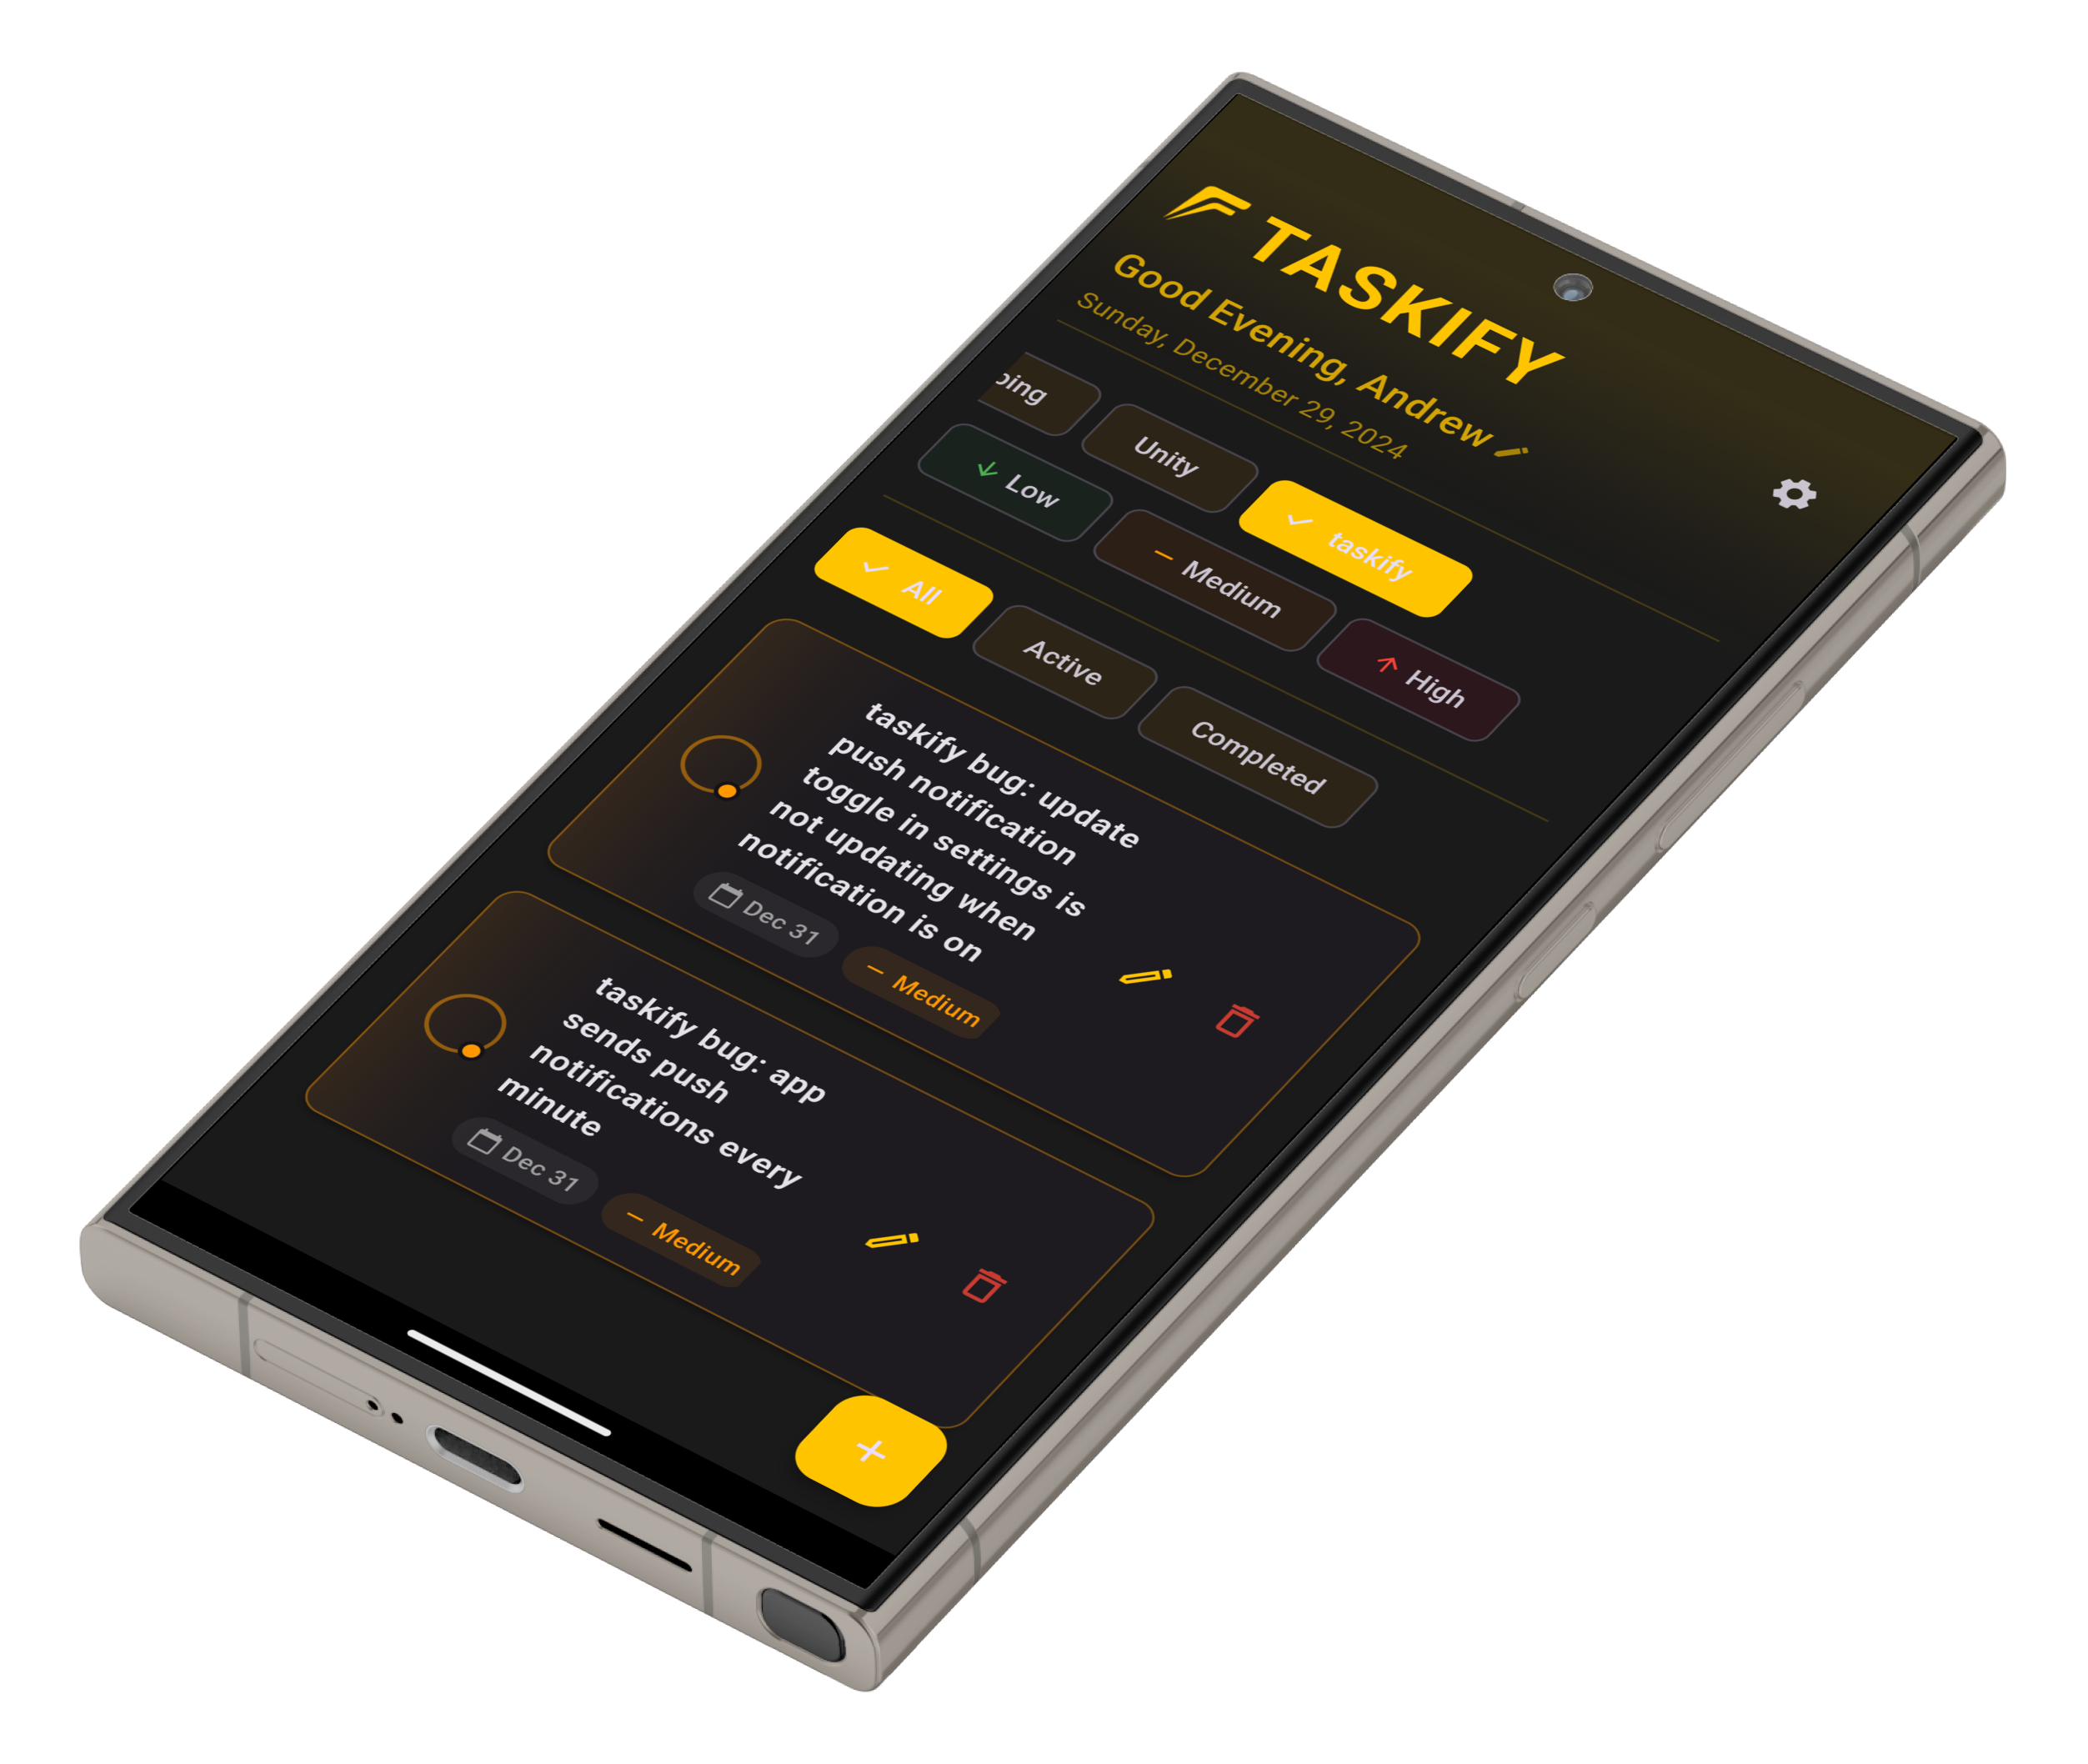 TASKIFY
Good Evening, Andrew
Sunday, December 29, 2024
Unity
taskify
Low
Medium
High
All
Active
Completed
taskify bug: update
push notification
toggle in settings is
not updating when
notification is on
Dec 31
Medium
taskify bug: app
sends push
notifications every
minute
Dec 31
Medium